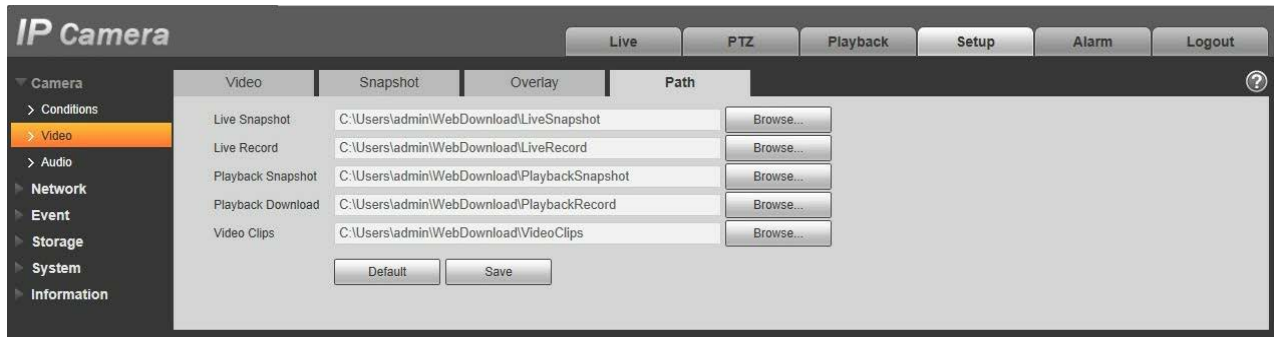 IP Camera
Live PTZ Playback Setup Alarm Logout
Camera
Conditions
Video
Audio
Network
Event
Storage
System
Information
Video Snapshot Overlay Path
?
Live Snapshot C:\Users\admin\WebDownload\LiveSnapshot Browse...
Live Record C:\Users\admin\WebDownload\LiveRecord Browse...
Playback Snapshot C:\Users\admin\WebDownload\PlaybackSnapshot Browse...
Playback Download C:\Users\admin\WebDownload\PlaybackRecord Browse...
Video Clips C:\Users\admin\WebDownload\VideoClips Browse...
Default Save